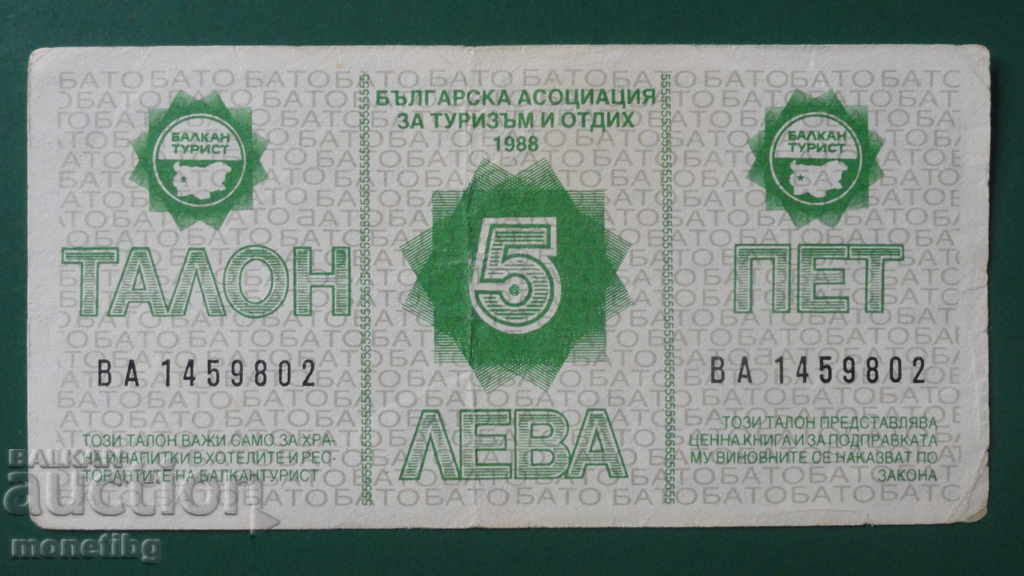 БЪЛГАРСКА АСОЦИАЦИЯ
ЗА ТУРИЗЪМ И ОТДИХ
1988
БАЛКАН
ТУРИСТ
БАЛКАН
ТУРИСТ
ТАЛОН
5
ПЕТ
ВА 1459802
ВА 1459802
ЛЕВА
ТОЗИ ТАЛОН ВАЖИ САМО ЗА ХРА-
НА И НАПИТКИ В ХОТЕЛИТЕ И РЕС-
ТОРАНТИТЕ НА БАЛКАНТУРИСТ
ТОЗИ ТАЛОН ПРЕДСТАВЛЯВА
ЦЕННА КНИГА И ЗА ПОДПРАВКАТА
МУ ВИНОВНИТЕ СЕ НАКАЗВАТ ПО
ЗАКОНА
auction
monetibg